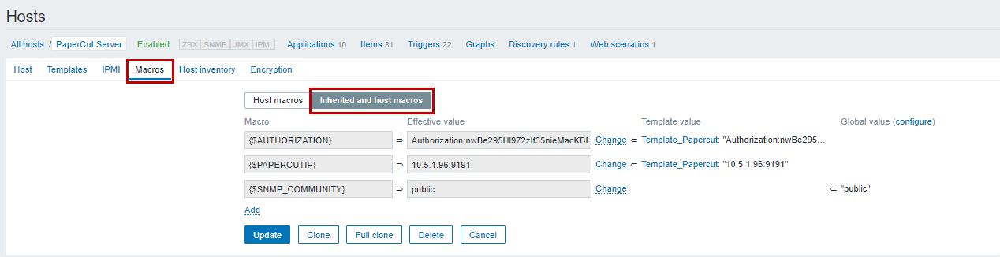 Hosts
All hosts / PaperCut Server Enabled ZBX SNMP JMX IPMI Applications 10 Items 31 Triggers 22 Graphs Discovery rules 1 Web scenarios 1
Host Templates IPMI Macros Host inventory Encryption
Host macros Inherited and host macros
Macro Effective value Template value Global value (configure)
{$AUTHORIZATION} ⇒ Change ⇐ Template_Papercut: "Authorization:nwBe295...
{$PAPERCUTIP} ⇒ 10.5.1.96:9191 Change ⇐ Template_Papercut: "10.5.1.96:9191"
{$SNMP_COMMUNITY} ⇒ public Change ⇐ "public"
Add
Update Clone Full clone Delete Cancel